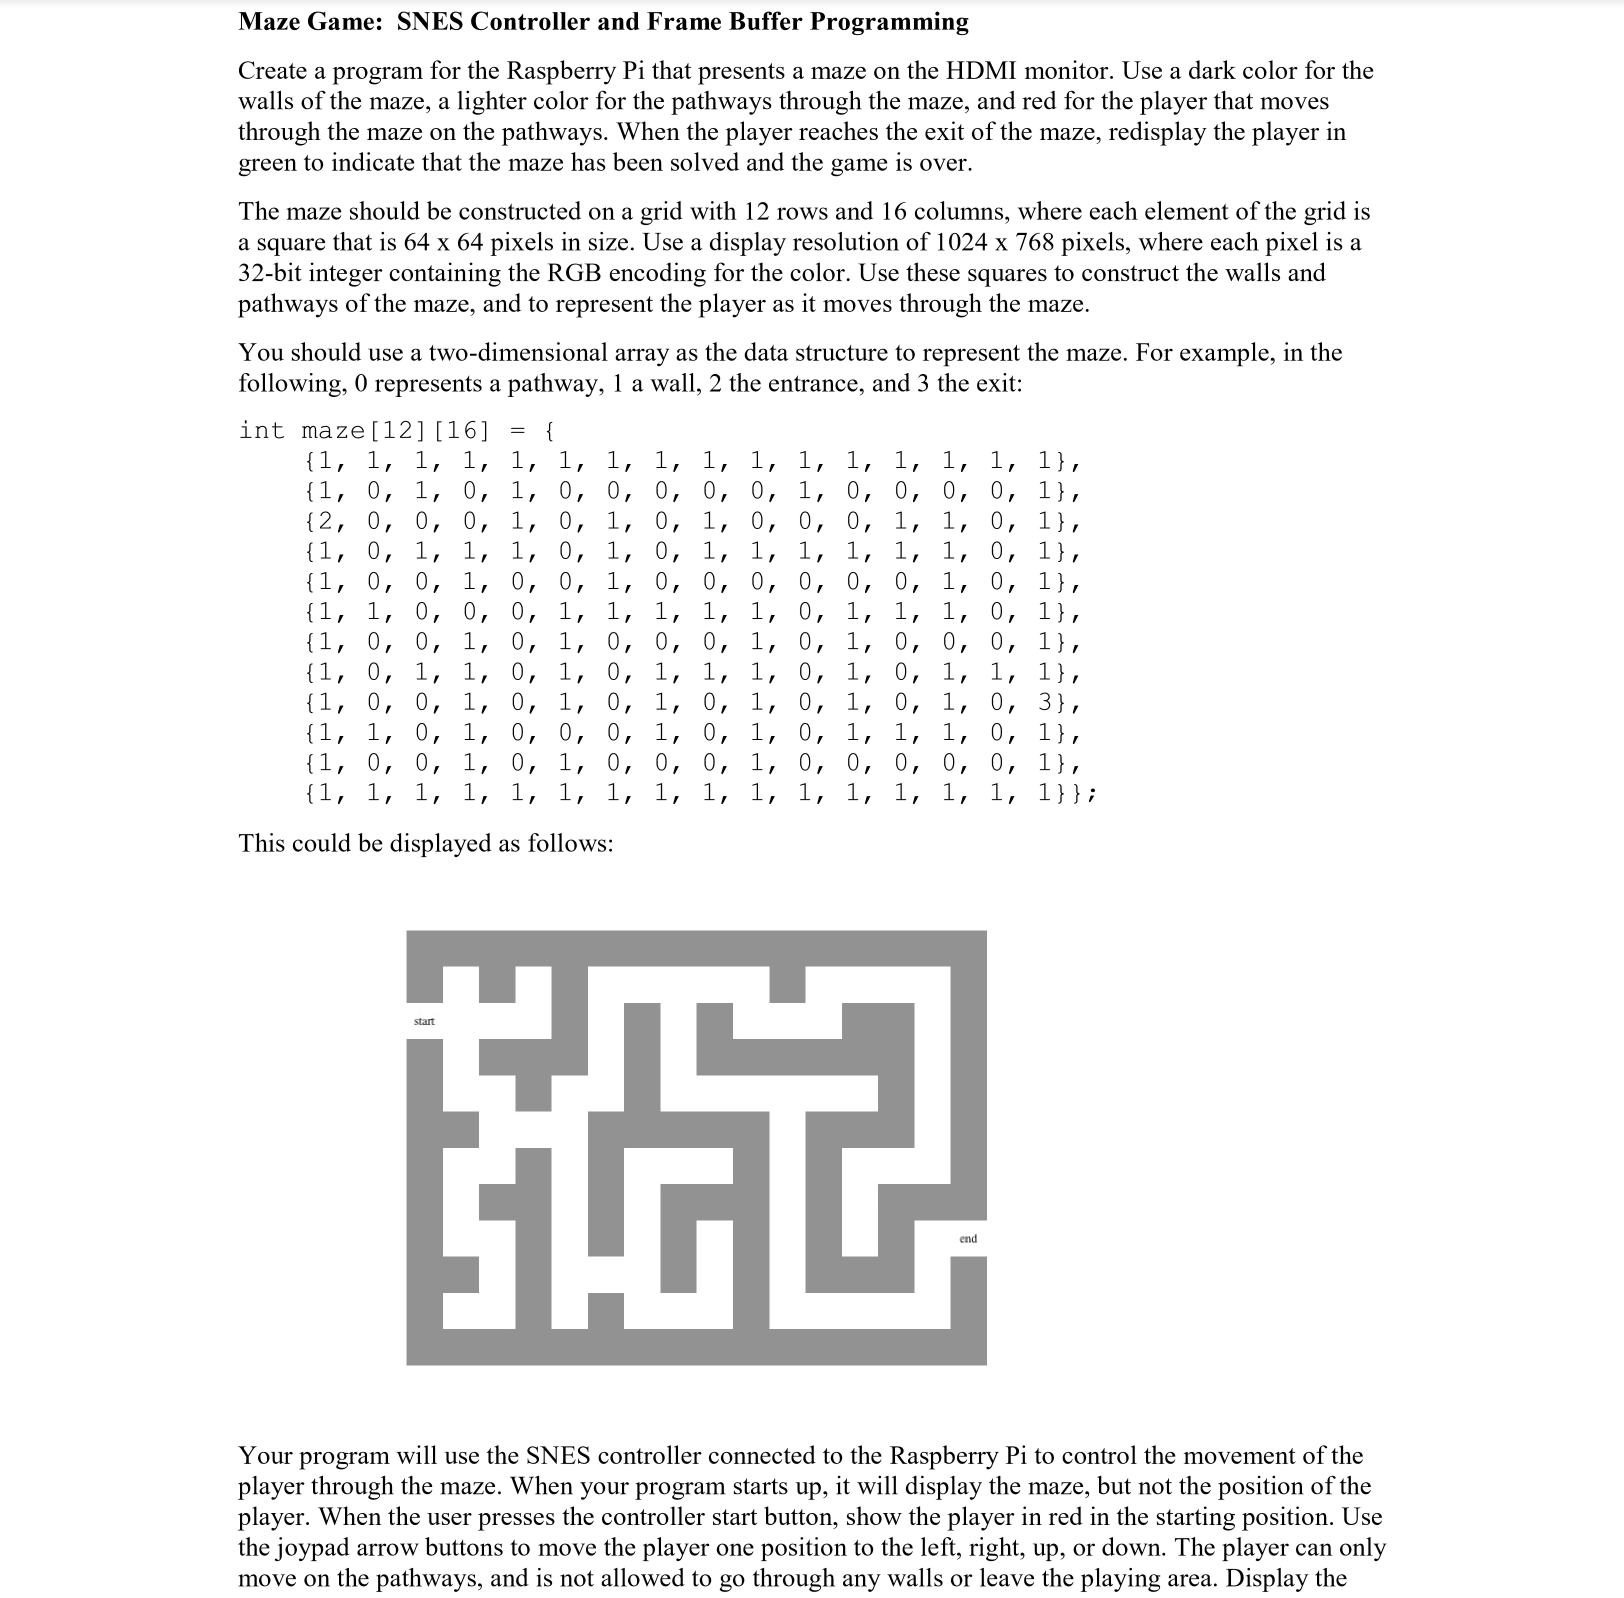 Maze Game: SNES Controller and Frame Buffer Programming
Create a program for the Raspberry Pi that presents a maze on the HDMI monitor. Use a dark color for the
walls of the maze, a lighter color for the pathways through the maze, and red for the player that moves
through the maze on the pathways. When the player reaches the exit of the maze, redisplay the player in
green to indicate that the maze has been solved and the game is over.
The maze should be constructed on a grid with 12 rows and 16 columns, where each element of the grid is
a square that is 64 x 64 pixels in size. Use a display resolution of 1024 x 768 pixels, where each pixel is a
32-bit integer containing the RGB encoding for the color. Use these squares to construct the walls and
pathways of the maze, and to represent the player as it moves through the maze.
You should use a two-dimensional array as the data structure to represent the maze. For example, in the
following, 0 represents a pathway, 1 a wall, 2 the entrance, and 3 the exit:
int maze[12][16] = {
{1, 1, 1, 1, 1, 1, 1, 1, 1, 1, 1, 1, 1, 1, 1, 1},
{1, 0, 1, 0, 1, 0, 0, 0, 0, 0, 1, 0, 0, 0, 0, 1},
{2, 0, 0, 0, 1, 0, 1, 0, 1, 0, 0, 0, 1, 1, 0, 1},
{1, 0, 1, 1, 1, 0, 1, 0, 1, 1, 1, 1, 1, 1, 0, 1},
{1, 0, 0, 1, 0, 0, 1, 0, 0, 0, 0, 0, 0, 1, 0, 1},
{1, 1, 0, 0, 0, 1, 1, 1, 1, 1, 0, 1, 1, 1, 0, 1},
{1, 0, 0, 1, 0, 1, 0, 0, 0, 1, 0, 1, 0, 0, 0, 1},
{1, 0, 1, 1, 0, 1, 0, 1, 1, 1, 0, 1, 0, 1, 1, 1},
{1, 0, 0, 1, 0, 1, 0, 1, 0, 1, 0, 1, 0, 1, 0, 3},
{1, 1, 0, 1, 0, 0, 0, 1, 0, 1, 0, 1, 1, 1, 0, 1},
{1, 0, 0, 1, 0, 1, 0, 0, 0, 1, 0, 0, 0, 0, 0, 1},
{1, 1, 1, 1, 1, 1, 1, 1, 1, 1, 1, 1, 1, 1, 1, 1}};
This could be displayed as follows:
start
end
Your program will use the SNES controller connected to the Raspberry Pi to control the movement of the
player through the maze. When your program starts up, it will display the maze, but not the position of the
player. When the user presses the controller start button, show the player in red in the starting position. Use
the joypad arrow buttons to move the player one position to the left, right, up, or down. The player can only
move on the pathways, and is not allowed to go through any walls or leave the playing area. Display the